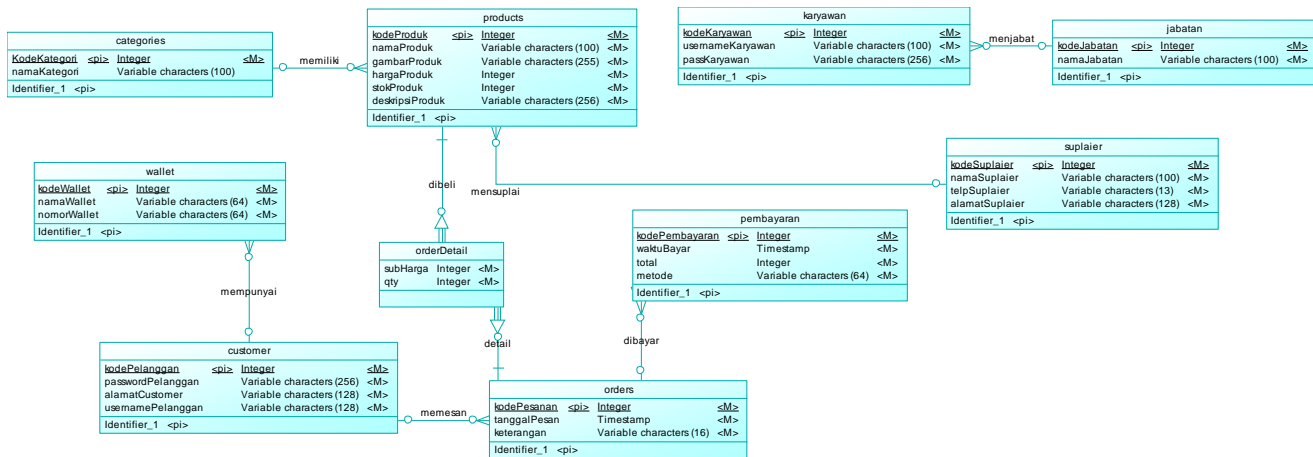 categories
KodeKategori <pi> Integer <M>
namaKategori Variable characters (100)
Identifier_1 <pi>
memiliki
products
kodeProduk <pi> Integer <M>
namaProduk Variable characters (100) <M>
gambarProduk Variable characters (255) <M>
hargaProduk Integer <M>
stokProduk Integer <M>
deskripsiProduk Variable characters (256) <M>
Identifier_1 <pi>
karyawan
kodeKaryawan <pi> Integer <M>
usernameKaryawan Variable characters (100) <M>
passKaryawan Variable characters (256) <M>
Identifier_1 <pi>
menjabat
jabatan
kodeJabatan <pi> Integer <M>
namaJabatan Variable characters (100) <M>
Identifier_1 <pi>
wallet
kodeWallet <pi> Integer <M>
namaWallet Variable characters (64) <M>
nomorWallet Variable characters (64) <M>
Identifier_1 <pi>
dibeli
mensuplai
suplaier
kodeSuplaier <pi> Integer <M>
namaSuplaier Variable characters (100) <M>
telpSuplaier Variable characters (13) <M>
alamatSuplaier Variable characters (128) <M>
Identifier_1 <pi>
orderDetail
subHarga Integer <M>
qty Integer <M>
pembayaran
kodePembayaran <pi> Integer <M>
waktuBayar Timestamp <M>
total Integer <M>
metode Variable characters (64) <M>
Identifier_1 <pi>
mempunyai
detail
dibayar
customer
kodePelanggan <pi> Integer <M>
passwordPelanggan Variable characters (256) <M>
alamatCustomer Variable characters (128) <M>
usernamePelanggan Variable characters (128) <M>
Identifier_1 <pi>
memesan
orders
kodePesanan <pi> Integer <M>
tanggalPesan Timestamp <M>
keterangan Variable characters (16) <M>
Identifier_1 <pi>